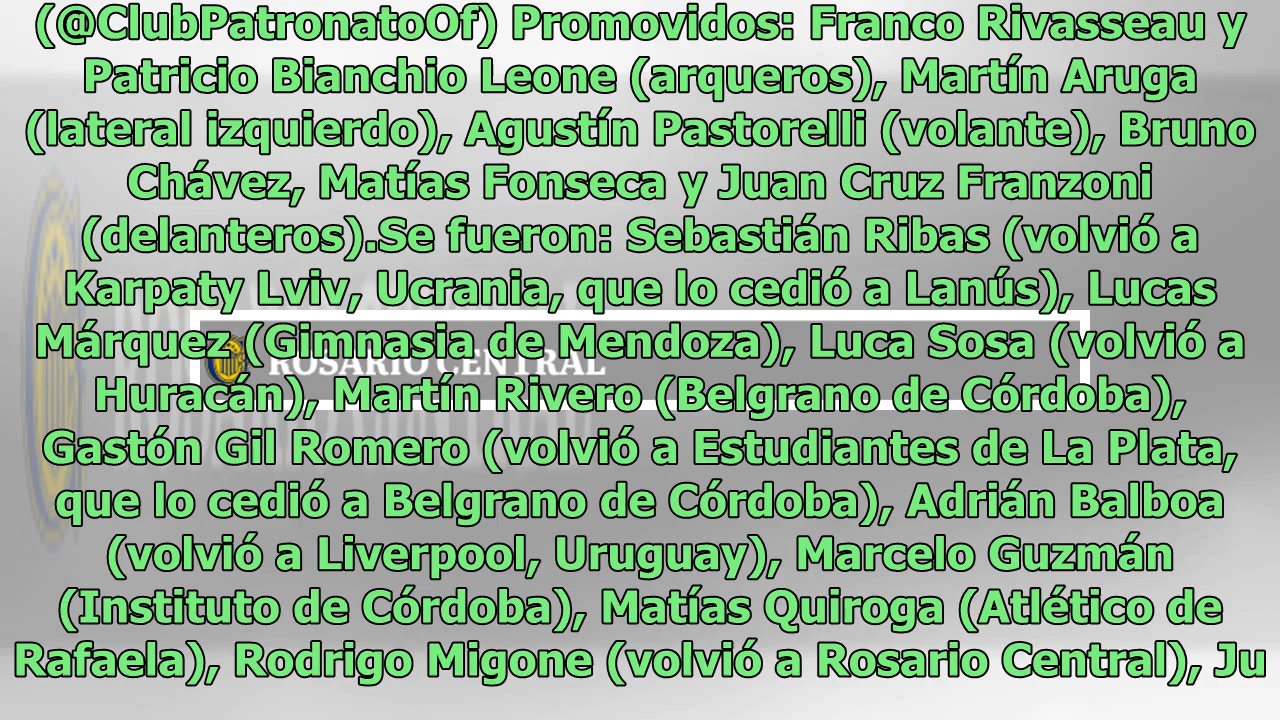 (@ClubPatronatoOf) Promovidos: Franco Rivasseau y
Patricio Bianchio Leone (arqueros), Martín Aruga
(lateral izquierdo), Agustín Pastorelli (volante), Bruno
Chávez, Matías Fonseca y Juan Cruz Franzoni
(delanteros).Se fueron: Sebastián Ribas (volvió a
Karpaty Lviv, Ucrania, que lo cedió a Lanús), Lucas
Márquez (Gimnasia de Mendoza), Luca Sosa (volvió a
ROSARIO CENTRAL
Huracán), Martín Rivero (Belgrano de Córdoba),
Gastón Gil Romero (volvió a Estudiantes de La Plata,
que lo cedió a Belgrano de Córdoba), Adrián Balboa
(volvió a Liverpool, Uruguay), Marcelo Guzmán
(Instituto de Córdoba), Matías Quiroga (Atlético de
Rafaela), Rodrigo Migone (volvió a Rosario Central), Ju